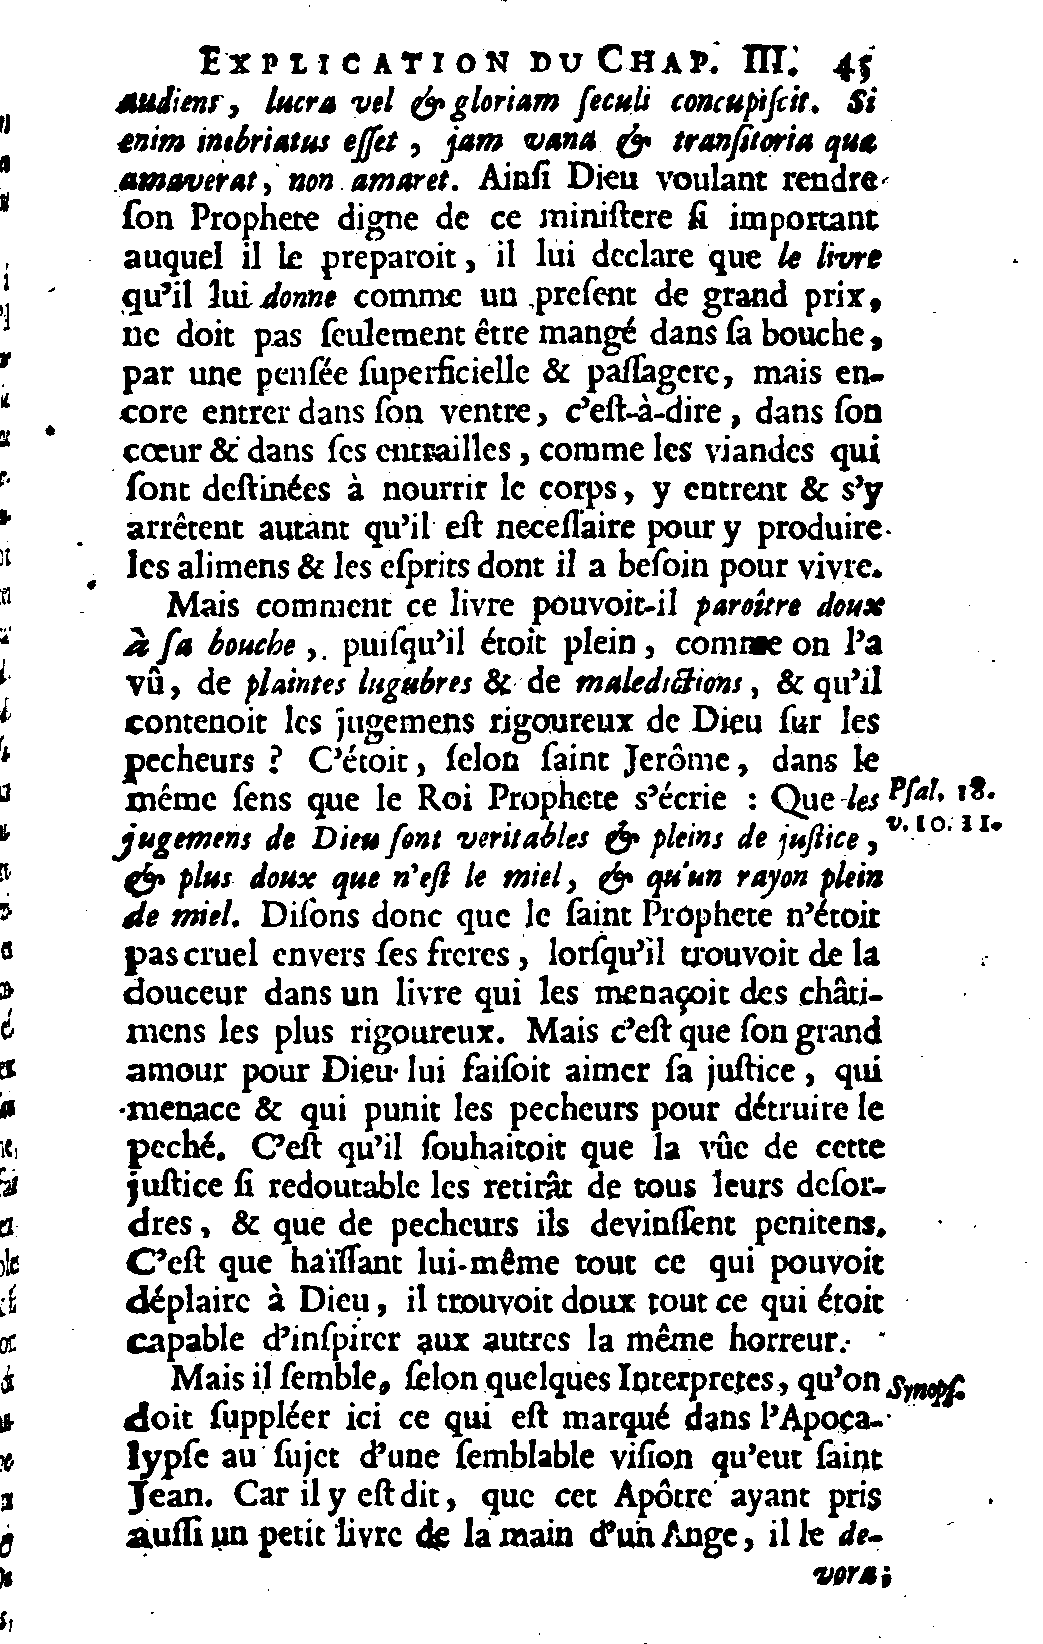 EXPLICATION DU CHAP. III. 45
audiens, lucra vel & gloriam ſeculi concupiſcit. Si
enim inebriatus eſſet, jam vana & tranſitoria quæ
amaverat, non amaret. Ainſi Dieu voulant rendre
ſon Prophete digne de ce miniſtere ſi important
auquel il le preparoit, il lui declare que le livre
qu'il lui donne comme un preſent de grand prix,
ne doit pas ſeulement être mangé dans ſa bouche,
par une penſée ſuperficielle & paſſagere, mais en-
core entrer dans ſon ventre, c'eſt-à-dire, dans ſon
cœur & dans ſes entrailles, comme les viandes qui
ſont deſtinées à nourrir le corps, y entrent & s'y
arrêtent autant qu'il eſt neceſſaire pour y produire
les alimens & les eſprits dont il a beſoin pour vivre.
Mais comment ce livre pouvoit-il paroître doux
à ſa bouche, puiſqu'il étoit plein, comme on l'a
vû, de plaintes lugubres & de maledictions, & qu'il
contenoit les jugemens rigoureux de Dieu ſur les
pecheurs ? C'étoit, ſelon ſaint Jerôme, dans le
même ſens que le Roi Prophete s'écrie : Que les
Pſal. 18.
v. 10. 11.
jugemens de Dieu ſont veritables & pleins de juſtice,
& plus doux que n'eſt le miel, & qu'un rayon plein
de miel. Diſons donc que le ſaint Prophete n'étoit
pas cruel envers ſes freres, lorſqu'il trouvoit de la
douceur dans un livre qui les menaçoit des châti-
mens les plus rigoureux. Mais c'eſt que ſon grand
amour pour Dieu lui faiſoit aimer ſa juſtice, qui
menace & qui punit les pecheurs pour détruire le
peché. C'eſt qu'il ſouhaitoit que la vûe de cette
juſtice ſi redoutable les retirât de tous leurs deſor-
dres, & que de pecheurs ils devinſſent penitens.
C'eſt que haïſſant lui-même tout ce qui pouvoit
déplaire à Dieu, il trouvoit doux tout ce qui étoit
capable d'inſpirer aux autres la même horreur.
Mais il ſemble, ſelon quelques Interpretes, qu'on
Synopſ.
doit ſuppléer ici ce qui eſt marqué dans l'Apoca-
lypſe au ſujet d'une ſemblable viſion qu'eut ſaint
Jean. Car il y eſt dit, que cet Apôtre ayant pris
auſſi un petit livre de la main d'un Ange, il le de-
vora;